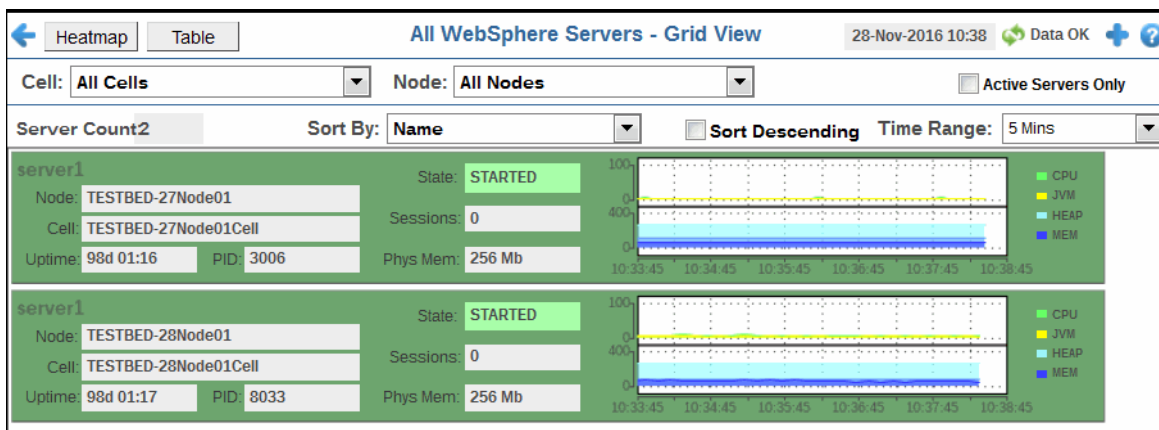 Heatmap Table All WebSphere Servers - Grid View 28-Nov-2016 10:38 Data OK
Cell: All Cells Node: All Nodes Active Servers Only
Server Count2 Sort By: Name Sort Descending Time Range: 5 Mins
server1
State: STARTED
Node: TESTBED-27Node01
Sessions: 0
Cell: TESTBED-27Node01Cell
Uptime: 98d 01:16 PID: 3006 Phys Mem: 256 Mb
100
0
400
0
10:33:45 10:34:45 10:35:45 10:36:45 10:37:45 10:38:45
CPU
JVM
HEAP
MEM
server1
State: STARTED
Node: TESTBED-28Node01
Sessions: 0
Cell: TESTBED-28Node01Cell
Uptime: 98d 01:17 PID: 8033 Phys Mem: 256 Mb
100
0
400
0
10:33:45 10:34:45 10:35:45 10:36:45 10:37:45 10:38:45
CPU
JVM
HEAP
MEM